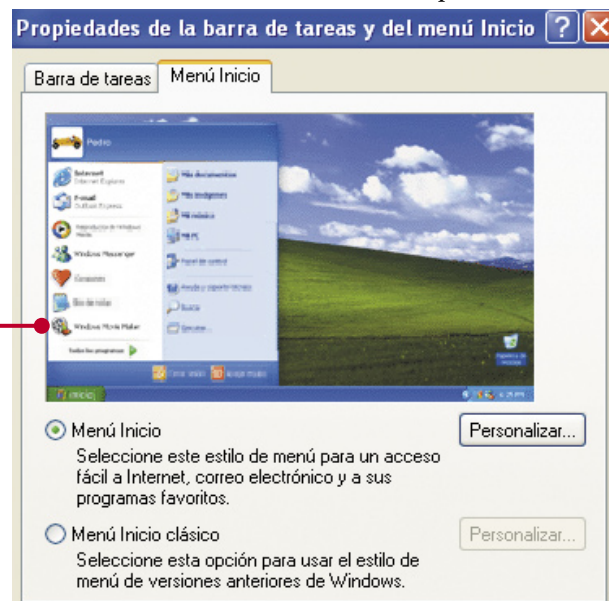 Propiedades de la barra de tareas y del menú Inicio
Barra de tareas
Menú Inicio
Pedro
Internet
Internet Explorer
E-mail
Outlook Express
Windows Messenger
Windows Movie Maker
Todos los programas
Mis documentos
Mis imágenes
Mi música
Mi PC
Panel de control
Ayuda y soporte técnico
Buscar
Ejecutar...
Inicio
Menú Inicio
Personalizar...
Seleccione este estilo de menú para un acceso
fácil a Internet, correo electrónico y a sus
programas favoritos.
Menú Inicio clásico
Personalizar...
Seleccione esta opción para usar el estilo de
menú de versiones anteriores de Windows.